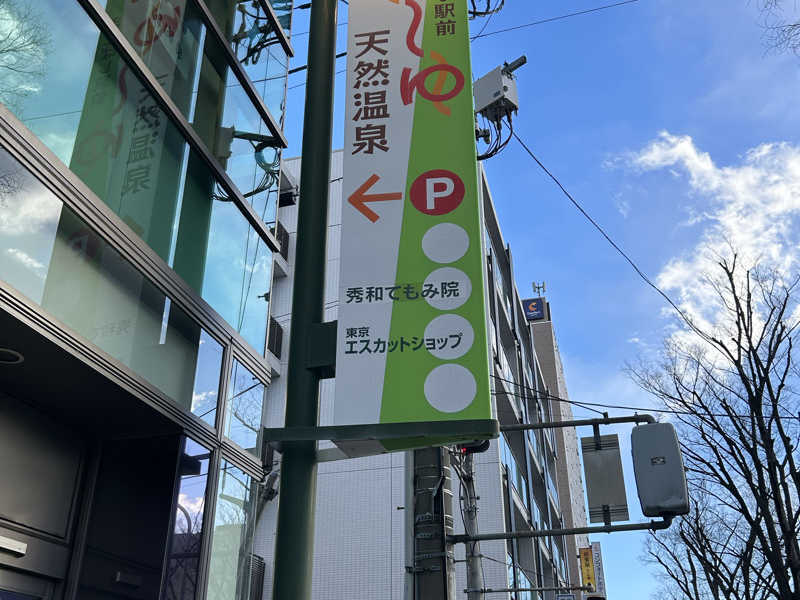 駅前
ゆ
天然温泉
P
秀和てもみ院
東京
エスカットショップ